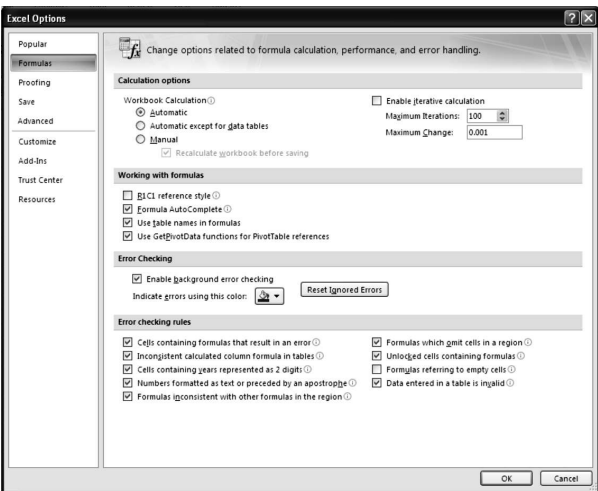 Excel Options
Popular
Formulas
Proofing
Save
Advanced
Customize
Add-Ins
Trust Center
Resources
Change options related to formula calculation, performance, and error handling.
Calculation options
Workbook Calculation
Automatic
Automatic except for data tables
Manual
Recalculate workbook before saving
Enable iterative calculation
Maximum Iterations: 100
Maximum Change: 0.001
Working with formulas
R1C1 reference style
Formula AutoComplete
Use table names in formulas
Use GetPivotData functions for PivotTable references
Error Checking
Enable background error checking
Indicate errors using this color:
Reset Ignored Errors
Error checking rules
Cells containing formulas that result in an error
Inconsistent calculated column formula in tables
Cells containing years represented as 2 digits
Numbers formatted as text or preceded by an apostrophe
Formulas inconsistent with other formulas in the region
Formulas which omit cells in a region
Unlocked cells containing formulas
Formulas referring to empty cells
Data entered in a table is invalid
OK
Cancel